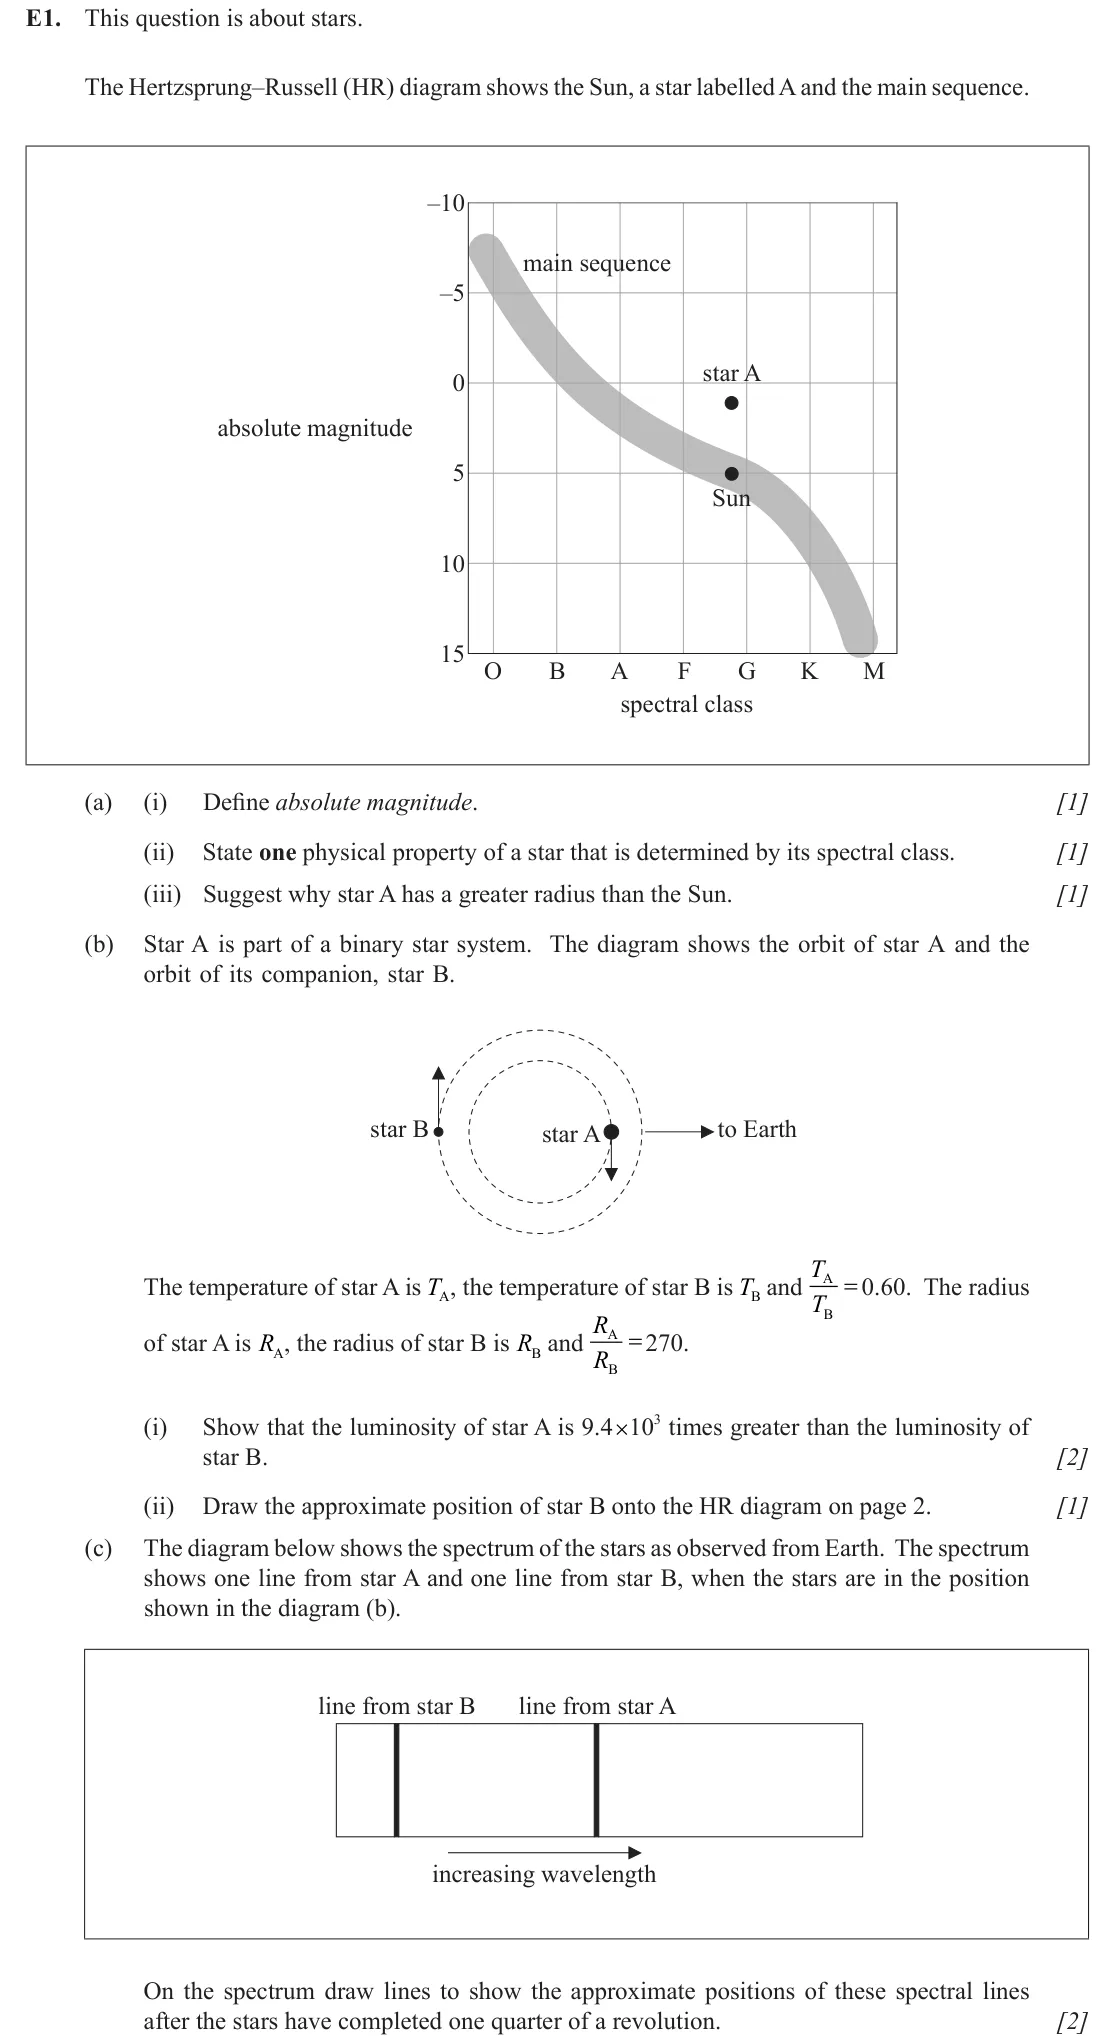 E1. This question is about stars.
The Hertzsprung–Russell (HR) diagram shows the Sun, a star labelled A and the main sequence.
–10
main sequence
–5
star A
0
absolute magnitude
5
Sun
10
15
O B A F G K M
spectral class
(a) (i) Define absolute magnitude. [1]
(ii) State one physical property of a star that is determined by its spectral class. [1]
(iii) Suggest why star A has a greater radius than the Sun. [1]
(b) Star A is part of a binary star system. The diagram shows the orbit of star A and the
orbit of its companion, star B.
star B star A to Earth
The temperature of star A is T_A, the temperature of star B is T_B and T_A/T_B = 0.60. The radius
of star A is R_A, the radius of star B is R_B and R_A/R_B = 270.
(i) Show that the luminosity of star A is 9.4×10³ times greater than the luminosity of
star B. [2]
(ii) Draw the approximate position of star B onto the HR diagram on page 2. [1]
(c) The diagram below shows the spectrum of the stars as observed from Earth. The spectrum
shows one line from star A and one line from star B, when the stars are in the position
shown in the diagram (b).
line from star B line from star A
increasing wavelength
On the spectrum draw lines to show the approximate positions of these spectral lines
after the stars have completed one quarter of a revolution. [2]